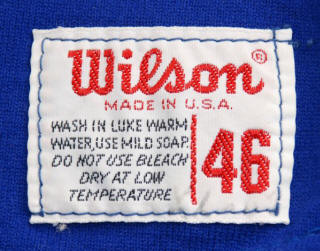 Wilson®
MADE IN U.S.A.
WASH IN LUKE WARM
WATER, USE MILD SOAP.
DO NOT USE BLEACH
DRY AT LOW
TEMPERATURE
46